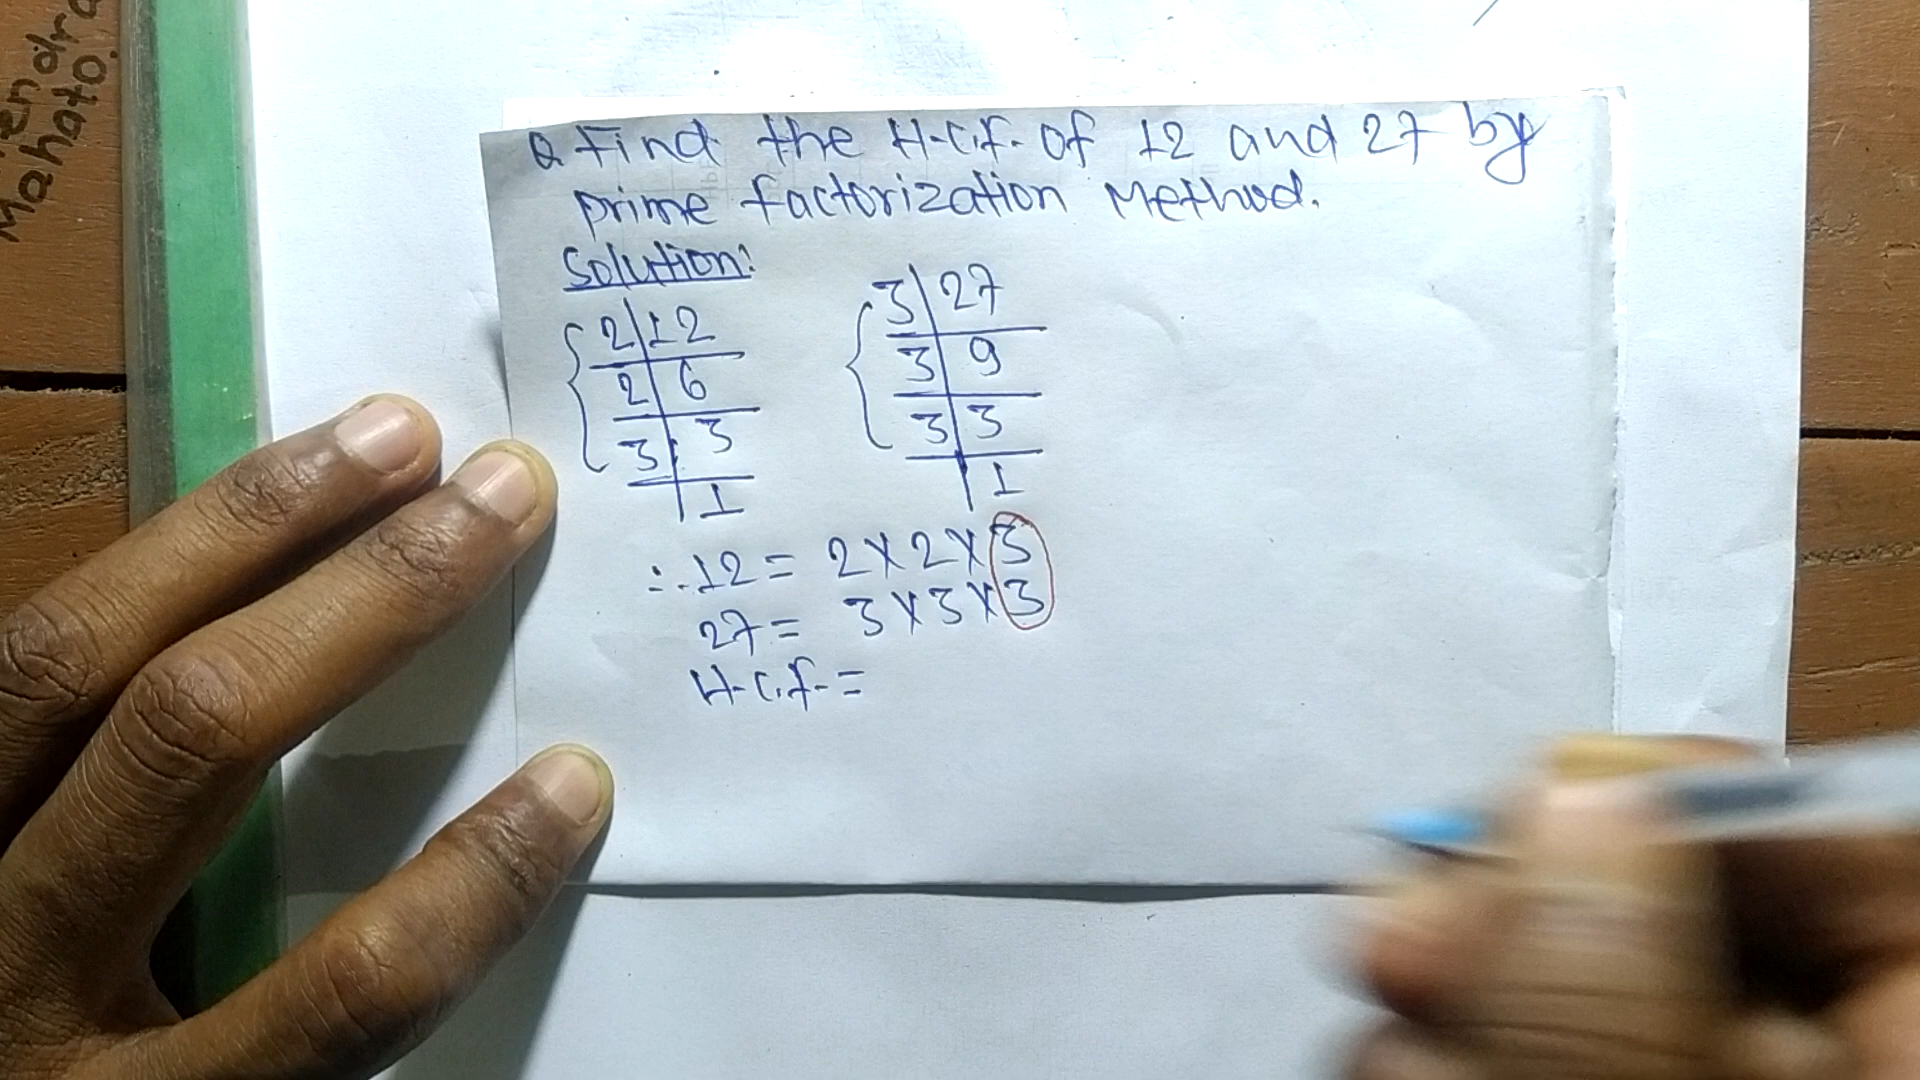 Q. Find the H.C.F. of 12 and 27 by
prime factorization Method.
Solution:
2 | 12
2 | 6
3 | 3
1
3 | 27
3 | 9
3 | 3
1
∴ 12 = 2 × 2 × 3
27 = 3 × 3 × 3
H.C.F. =
Mahato.